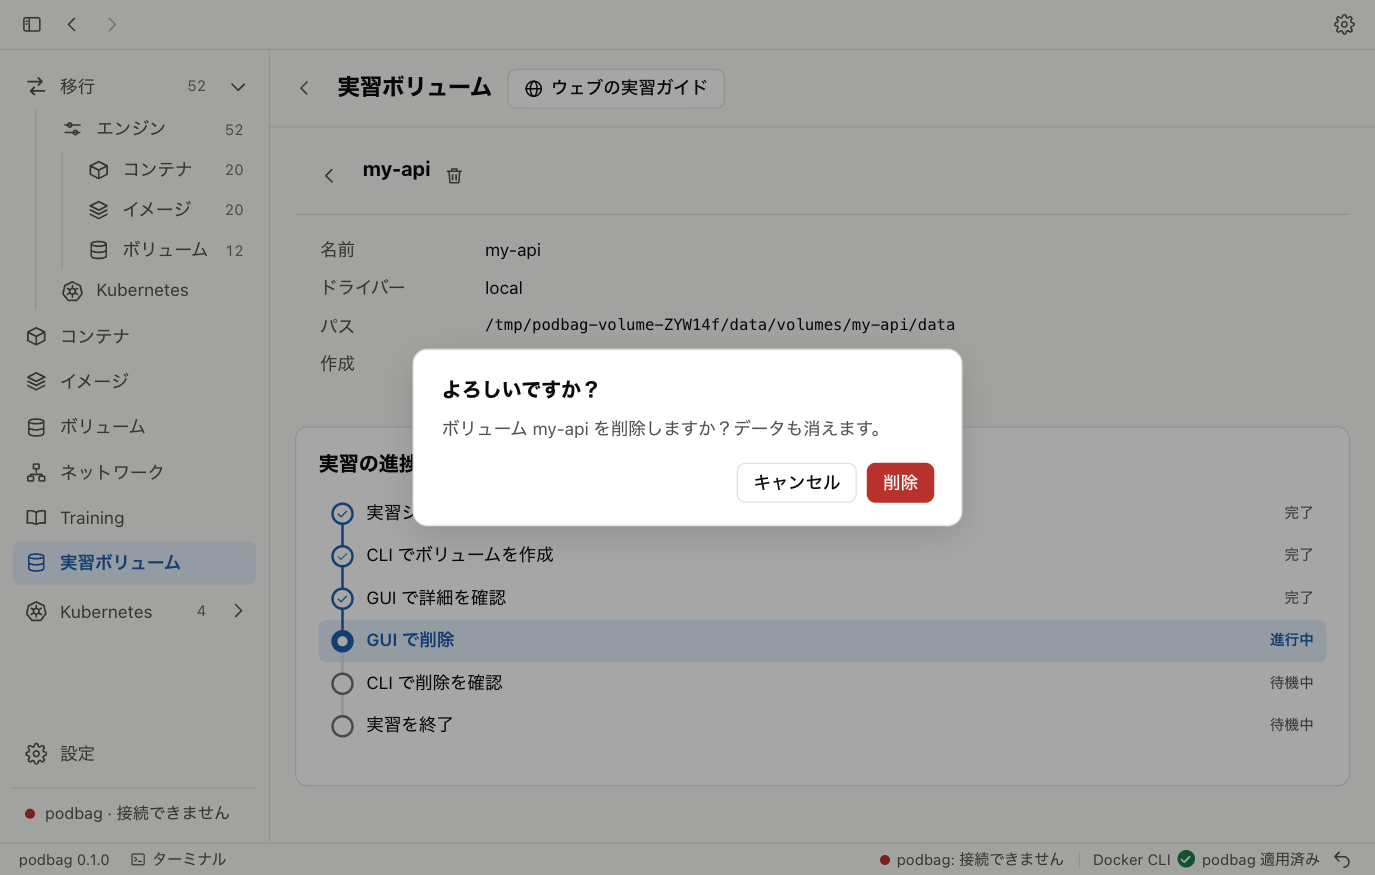 移行 52
エンジン 52
コンテナ 20
イメージ 20
ボリューム 12
Kubernetes
コンテナ
イメージ
ボリューム
ネットワーク
Training
実習ボリューム
Kubernetes 4
設定
podbag · 接続できません
実習ボリューム
ウェブの実習ガイド
my-api
名前 my-api
ドライバー local
パス /tmp/podbag-volume-ZYW14f/data/volumes/my-api/data
作成
よろしいですか？
ボリューム my-api を削除しますか？データも消えます。
キャンセル 削除
実習の進捗
実習 完了
CLI でボリュームを作成 完了
GUI で詳細を確認 完了
GUI で削除 進行中
CLI で削除を確認 待機中
実習を終了 待機中
podbag 0.1.0 ターミナル podbag: 接続できません Docker CLI podbag 適用済み